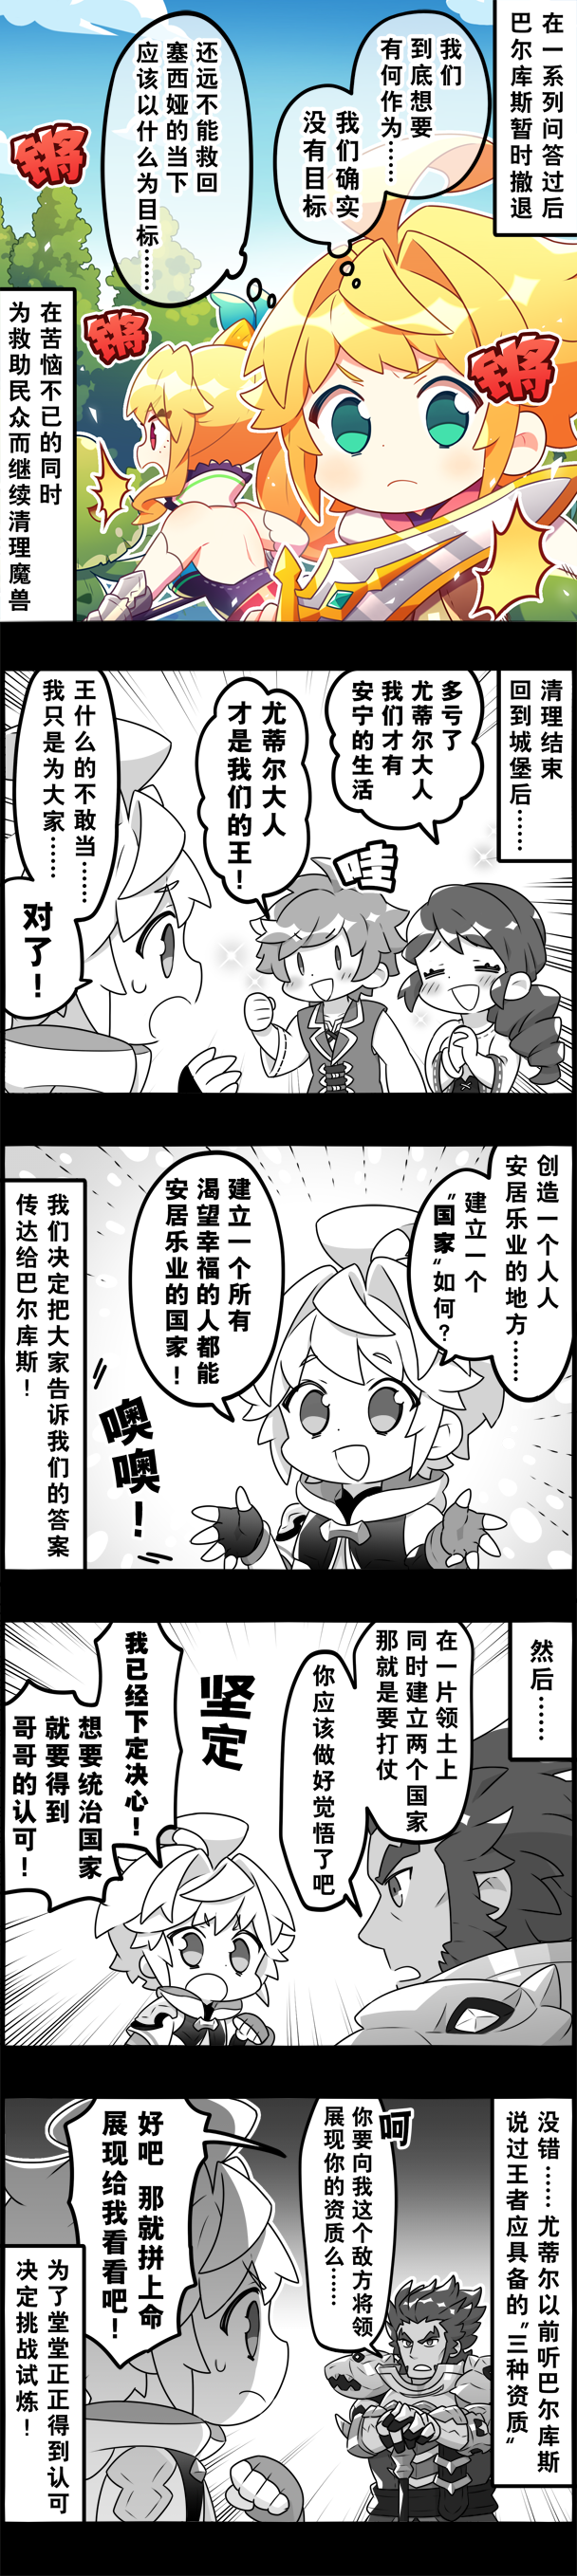 在一系列问答过后
巴尔库斯暂时撤退
我们
到底想要
有何作为……
我们确实
没有目标
还远不能救回
塞西娅的当下
应该以什么为目标……
锵
锵
锵
在苦恼不已的同时
为救助民众而继续清理魔兽
清理结束
回到城堡后……
多亏了
尤蒂尔大人
我们才有
安宁的生活
哇
尤蒂尔大人
才是我们的王！
王什么的不敢当……
我只是为大家……
对了！
创造一个人人
安居乐业的地方……
建立一个
“国家”如何？
建立一个所有
渴望幸福的人都能
安居乐业的国家！
噢噢！
我们决定把大家告诉我们的答案
传达给巴尔库斯！
然后……
在一片领土上
同时建立两个国家
那就是要打仗
你应该做好觉悟了吧
坚定
我已经下定决心！
想要统治国家
就要得到
哥哥的认可！
没错……尤蒂尔以前听巴尔库斯
说过王者应具备的“三种资质”
呵
你要向我这个敌方将领
展现你的资质么……
好吧 那就拼上命
展现给我看看吧！
为了堂堂正正得到认可
决定挑战试炼！